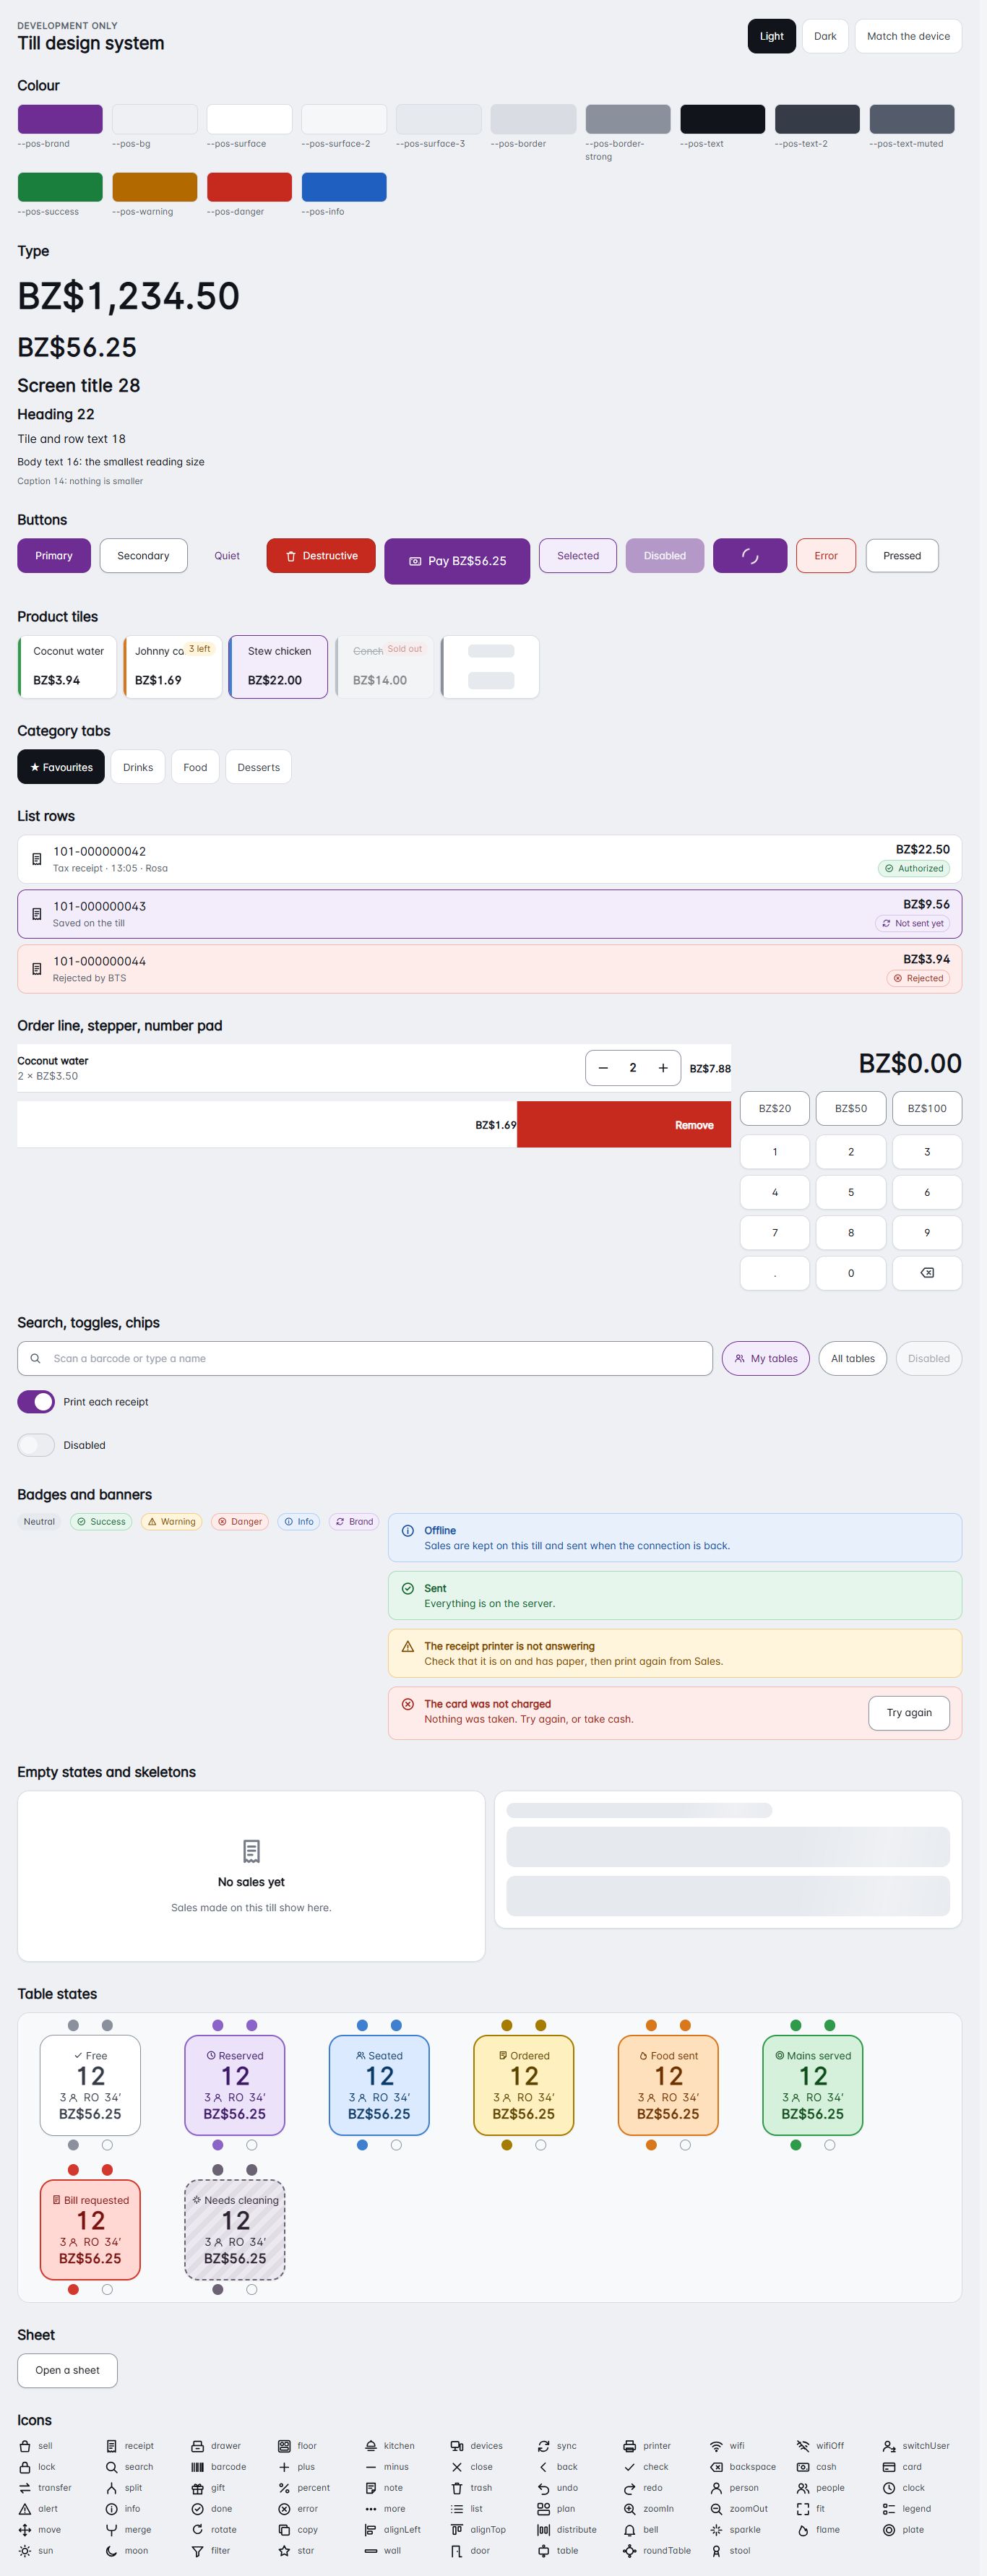 DEVELOPMENT ONLY
Till design system
Light
Dark
Match the device
Colour
--pos-brand
--pos-bg
--pos-surface
--pos-surface-2
--pos-surface-3
--pos-border
--pos-border-
strong
--pos-text
--pos-text-2
--pos-text-muted
--pos-success
--pos-warning
--pos-danger
--pos-info
Type
BZ$1,234.50
BZ$56.25
Screen title 28
Heading 22
Tile and row text 18
Body text 16: the smallest reading size
Caption 14: nothing is smaller
Buttons
Primary
Secondary
Quiet
Destructive
Pay BZ$56.25
Selected
Disabled
Error
Pressed
Product tiles
Coconut water
BZ$3.94
Johnny ca
3 left
BZ$1.69
Stew chicken
BZ$22.00
Conch
Sold out
BZ$14.00
Category tabs
★ Favourites
Drinks
Food
Desserts
List rows
101-000000042
Tax receipt · 13:05 · Rosa
BZ$22.50
Authorized
101-000000043
Saved on the till
BZ$9.56
Not sent yet
101-000000044
Rejected by BTS
BZ$3.94
Rejected
Order line, stepper, number pad
Coconut water
2 × BZ$3.50
2
BZ$7.88
BZ$1.69
Remove
BZ$0.00
BZ$20
BZ$50
BZ$100
1
2
3
4
5
6
7
8
9
.
0
Search, toggles, chips
Scan a barcode or type a name
My tables
All tables
Disabled
Print each receipt
Disabled
Badges and banners
Neutral
Success
Warning
Danger
Info
Brand
Offline
Sales are kept on this till and sent when the connection is back.
Sent
Everything is on the server.
The receipt printer is not answering
Check that it is on and has paper, then print again from Sales.
The card was not charged
Nothing was taken. Try again, or take cash.
Try again
Empty states and skeletons
No sales yet
Sales made on this till show here.
Table states
Free
12
3 RO 34′
BZ$56.25
Reserved
12
3 RO 34′
BZ$56.25
Seated
12
3 RO 34′
BZ$56.25
Ordered
12
3 RO 34′
BZ$56.25
Food sent
12
3 RO 34′
BZ$56.25
Mains served
12
3 RO 34′
BZ$56.25
Bill requested
12
3 RO 34′
BZ$56.25
Needs cleaning
12
3 RO 34′
BZ$56.25
Sheet
Open a sheet
Icons
sell
receipt
drawer
floor
kitchen
devices
sync
printer
wifi
wifiOff
switchUser
lock
search
barcode
plus
minus
close
back
check
backspace
cash
card
transfer
split
gift
percent
note
trash
undo
redo
person
people
clock
alert
info
done
error
more
list
plan
zoomIn
zoomOut
fit
legend
move
merge
rotate
copy
alignLeft
alignTop
distribute
bell
sparkle
flame
plate
sun
moon
filter
star
wall
door
table
roundTable
stool